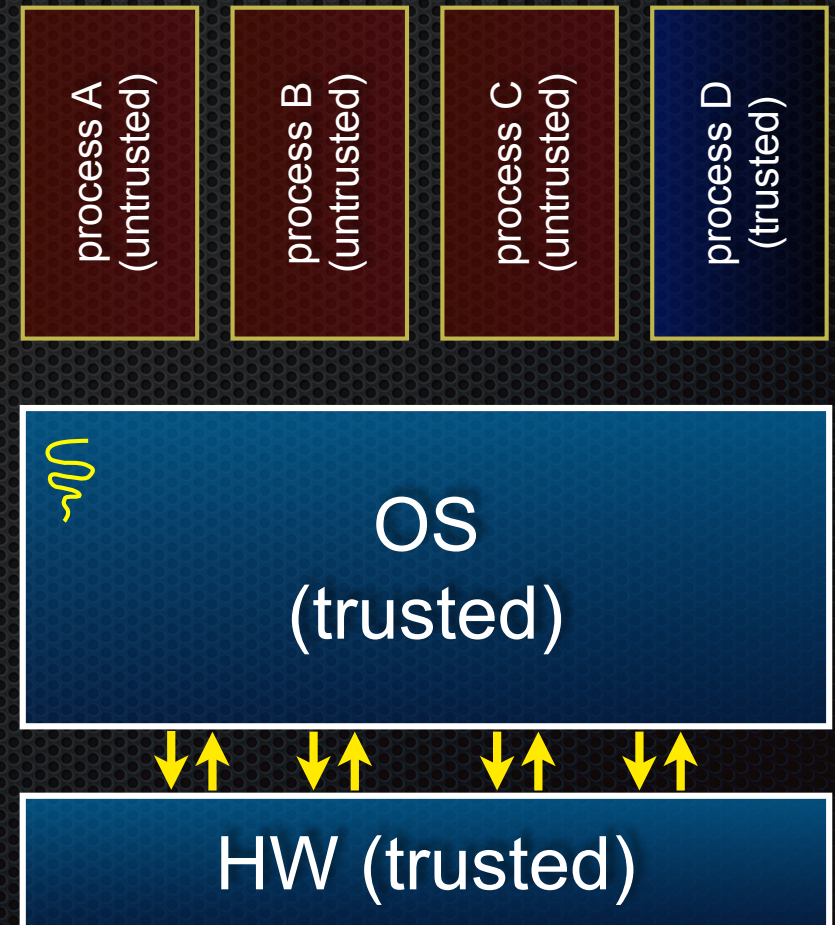 process A
(untrusted)
process B
(untrusted)
process C
(untrusted)
process D
(trusted)
OS
(trusted)
HW (trusted)